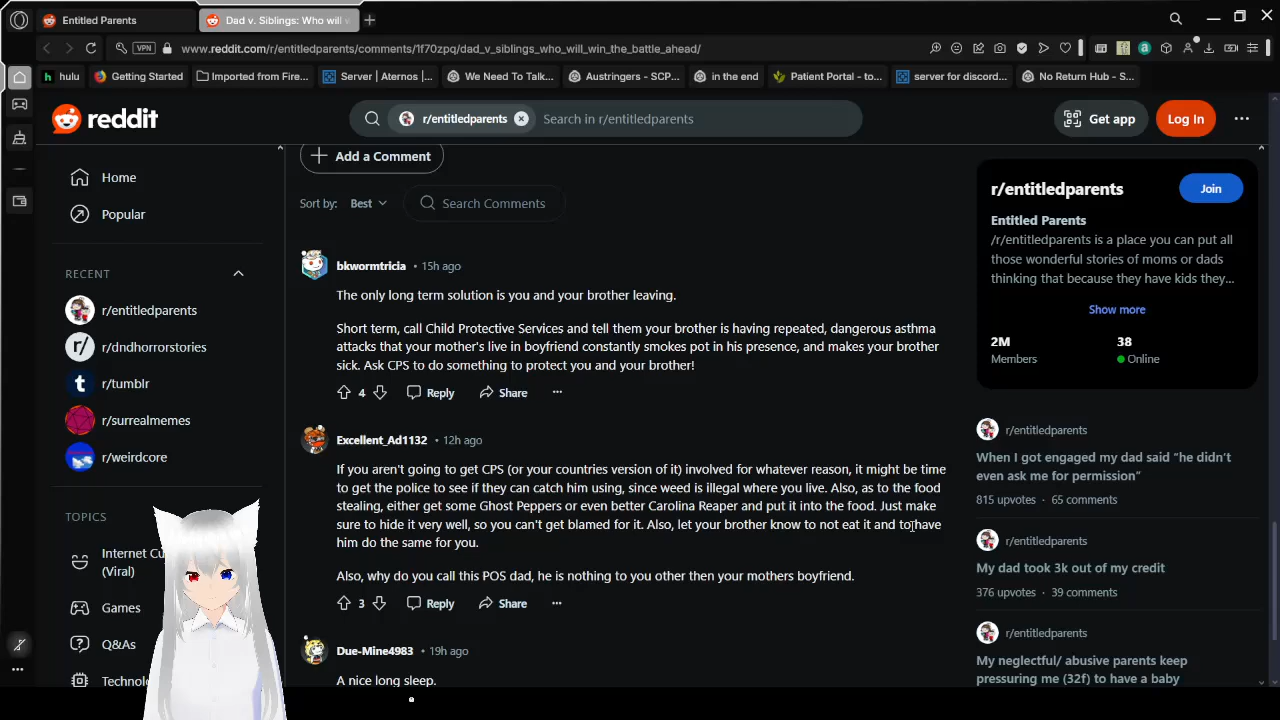 Entitled Parents
Dad v. Siblings: Who will v
VPN
www.reddit.com/r/entitledparents/comments/1f70zpq/dad_v_siblings_who_will_win_the_battle_ahead/
h hulu
Getting Started
Imported from Fire...
Server | Aternos |...
We Need To Talk...
Austringers - SCP...
in the end
Patient Portal - to...
server for discord...
No Return Hub - S...
reddit
r/entitledparents
Search in r/entitledparents
Get app
Log In
Home
Popular
RECENT
r/entitledparents
r/ r/dndhorrorstories
t r/tumblr
r/surrealmemes
r/weirdcore
TOPICS
Internet Cu
(Viral)
Games
Q&As
Technolo
Add a Comment
Sort by: Best
Search Comments
bkwormtricia • 15h ago
The only long term solution is you and your brother leaving.
Short term, call Child Protective Services and tell them your brother is having repeated, dangerous asthma
attacks that your mother's live in boyfriend constantly smokes pot in his presence, and makes your brother
sick. Ask CPS to do something to protect you and your brother!
4 Reply Share
Excellent_Ad1132 • 12h ago
If you aren't going to get CPS (or your countries version of it) involved for whatever reason, it might be time
to get the police to see if they can catch him using, since weed is illegal where you live. Also, as to the food
stealing, either get some Ghost Peppers or even better Carolina Reaper and put it into the food. Just make
sure to hide it very well, so you can't get blamed for it. Also, let your brother know to not eat it and to have
him do the same for you.
Also, why do you call this POS dad, he is nothing to you other then your mothers boyfriend.
3 Reply Share
Due-Mine4983 • 19h ago
A nice long sleep.
r/entitledparents
Join
Entitled Parents
/r/entitledparents is a place you can put all
those wonderful stories of moms or dads
thinking that because they have kids they...
Show more
2M 38
Members Online
r/entitledparents
When I got engaged my dad said "he didn't
even ask me for permission"
815 upvotes • 65 comments
r/entitledparents
My dad took 3k out of my credit
376 upvotes • 39 comments
r/entitledparents
My neglectful/ abusive parents keep
pressuring me (32f) to have a baby